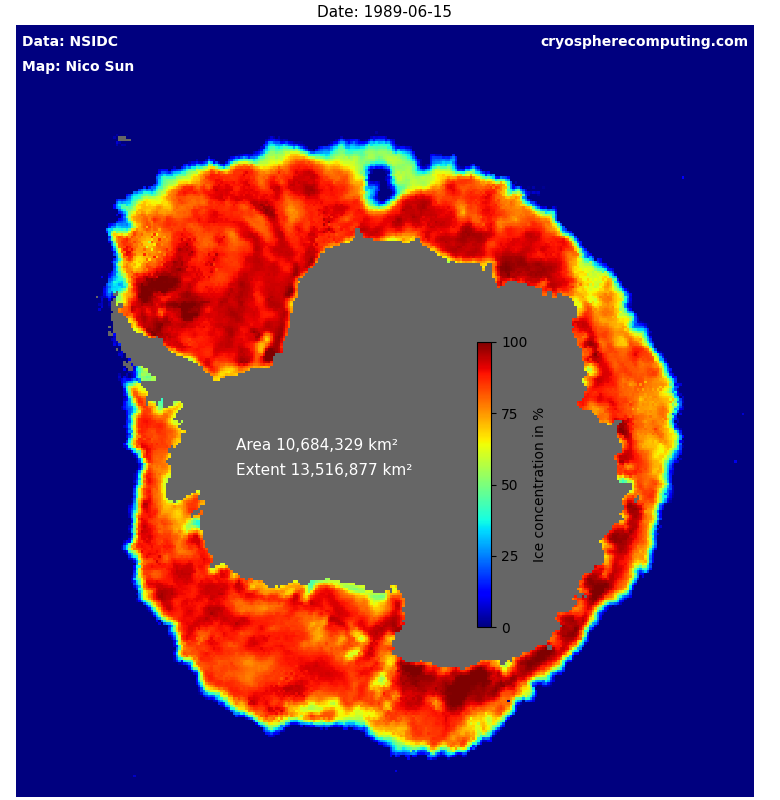 Date: 1989-06-15
Data: NSIDC
cryospherecomputing.com
Map: Nico Sun
100
75
50
25
0
Ice concentration in %
Area 10,684,329 km²
Extent 13,516,877 km²